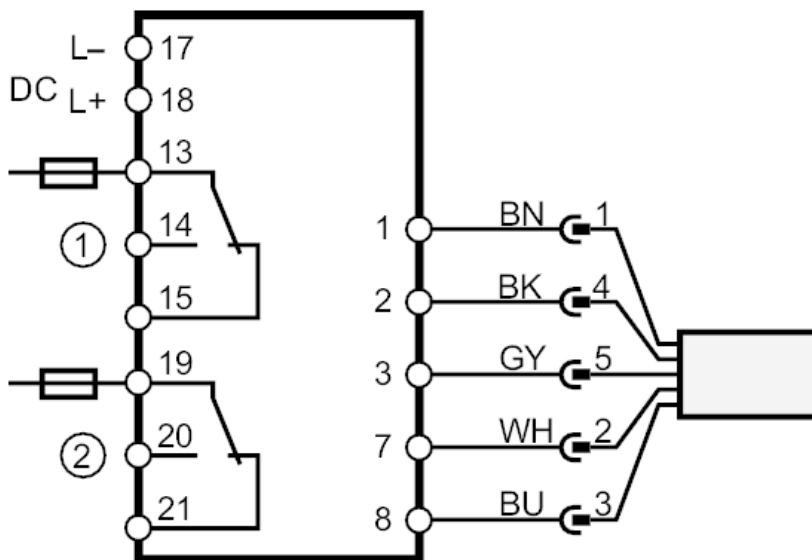 L– 17
DC L+ 18
13
① 14
15
19
② 20
21
1 BN 1
2 BK 4
3 GY 5
7 WH 2
8 BU 3